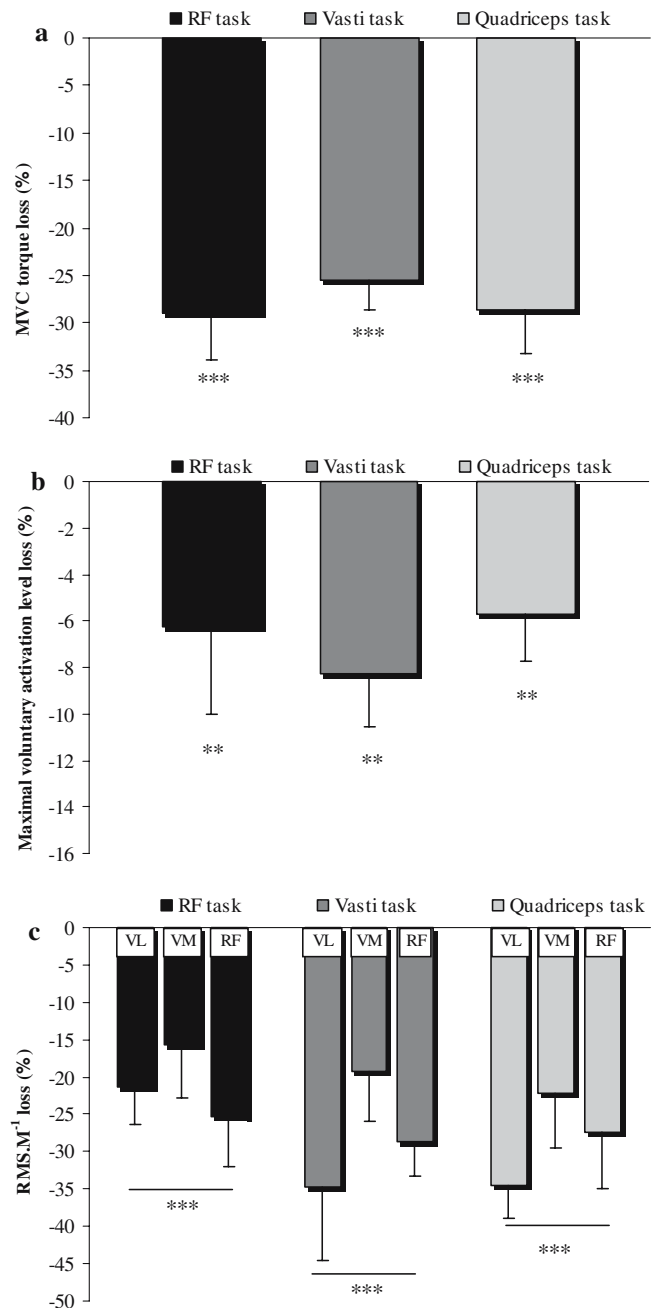 a
RF task Vasti task Quadriceps task
MVC torque loss (%)
0
-5
-10
-15
-20
-25
-30
-35
-40
*** *** ***
b
RF task Vasti task Quadriceps task
Maximal voluntary activation level loss (%)
0
-2
-4
-6
-8
-10
-12
-14
-16
** ** **
c
RF task Vasti task Quadriceps task
RMS.M⁻¹ loss (%)
0
-5
-10
-15
-20
-25
-30
-35
-40
-45
-50
VL VM RF VL VM RF VL VM RF
*** *** ***